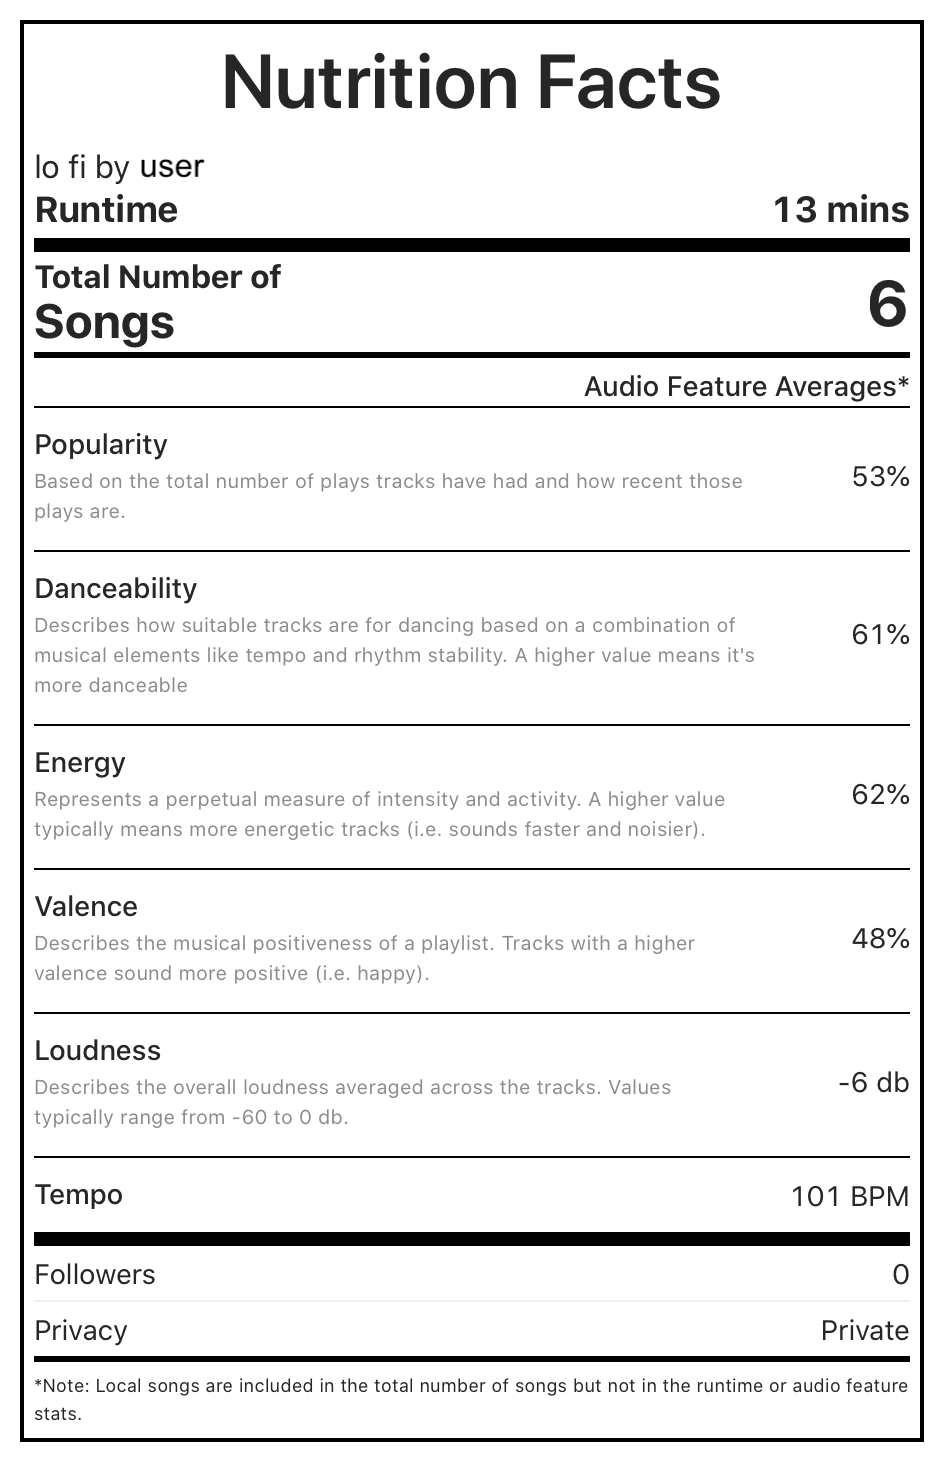 Nutrition Facts
lo fi by user
Runtime 13 mins
Total Number of
Songs 6
Audio Feature Averages*
Popularity
Based on the total number of plays tracks have had and how recent those
plays are.
53%
Danceability
Describes how suitable tracks are for dancing based on a combination of
musical elements like tempo and rhythm stability. A higher value means it's
more danceable
61%
Energy
Represents a perpetual measure of intensity and activity. A higher value
typically means more energetic tracks (i.e. sounds faster and noisier).
62%
Valence
Describes the musical positiveness of a playlist. Tracks with a higher
valence sound more positive (i.e. happy).
48%
Loudness
Describes the overall loudness averaged across the tracks. Values
typically range from -60 to 0 db.
-6 db
Tempo 101 BPM
Followers 0
Privacy Private
*Note: Local songs are included in the total number of songs but not in the runtime or audio feature
stats.